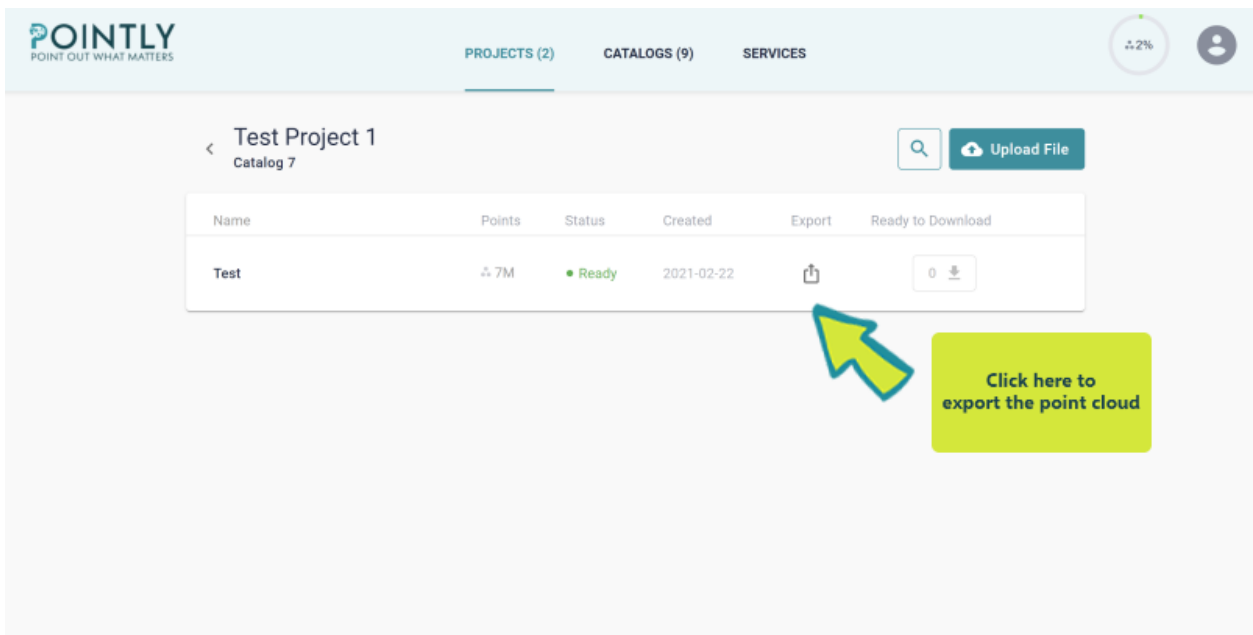 POINTLY
POINT OUT WHAT MATTERS
PROJECTS (2) CATALOGS (9) SERVICES
2%
Test Project 1
Catalog 7
Upload File
Name Points Status Created Export Ready to Download
Test 7M Ready 2021-02-22 0
Click here to
export the point cloud